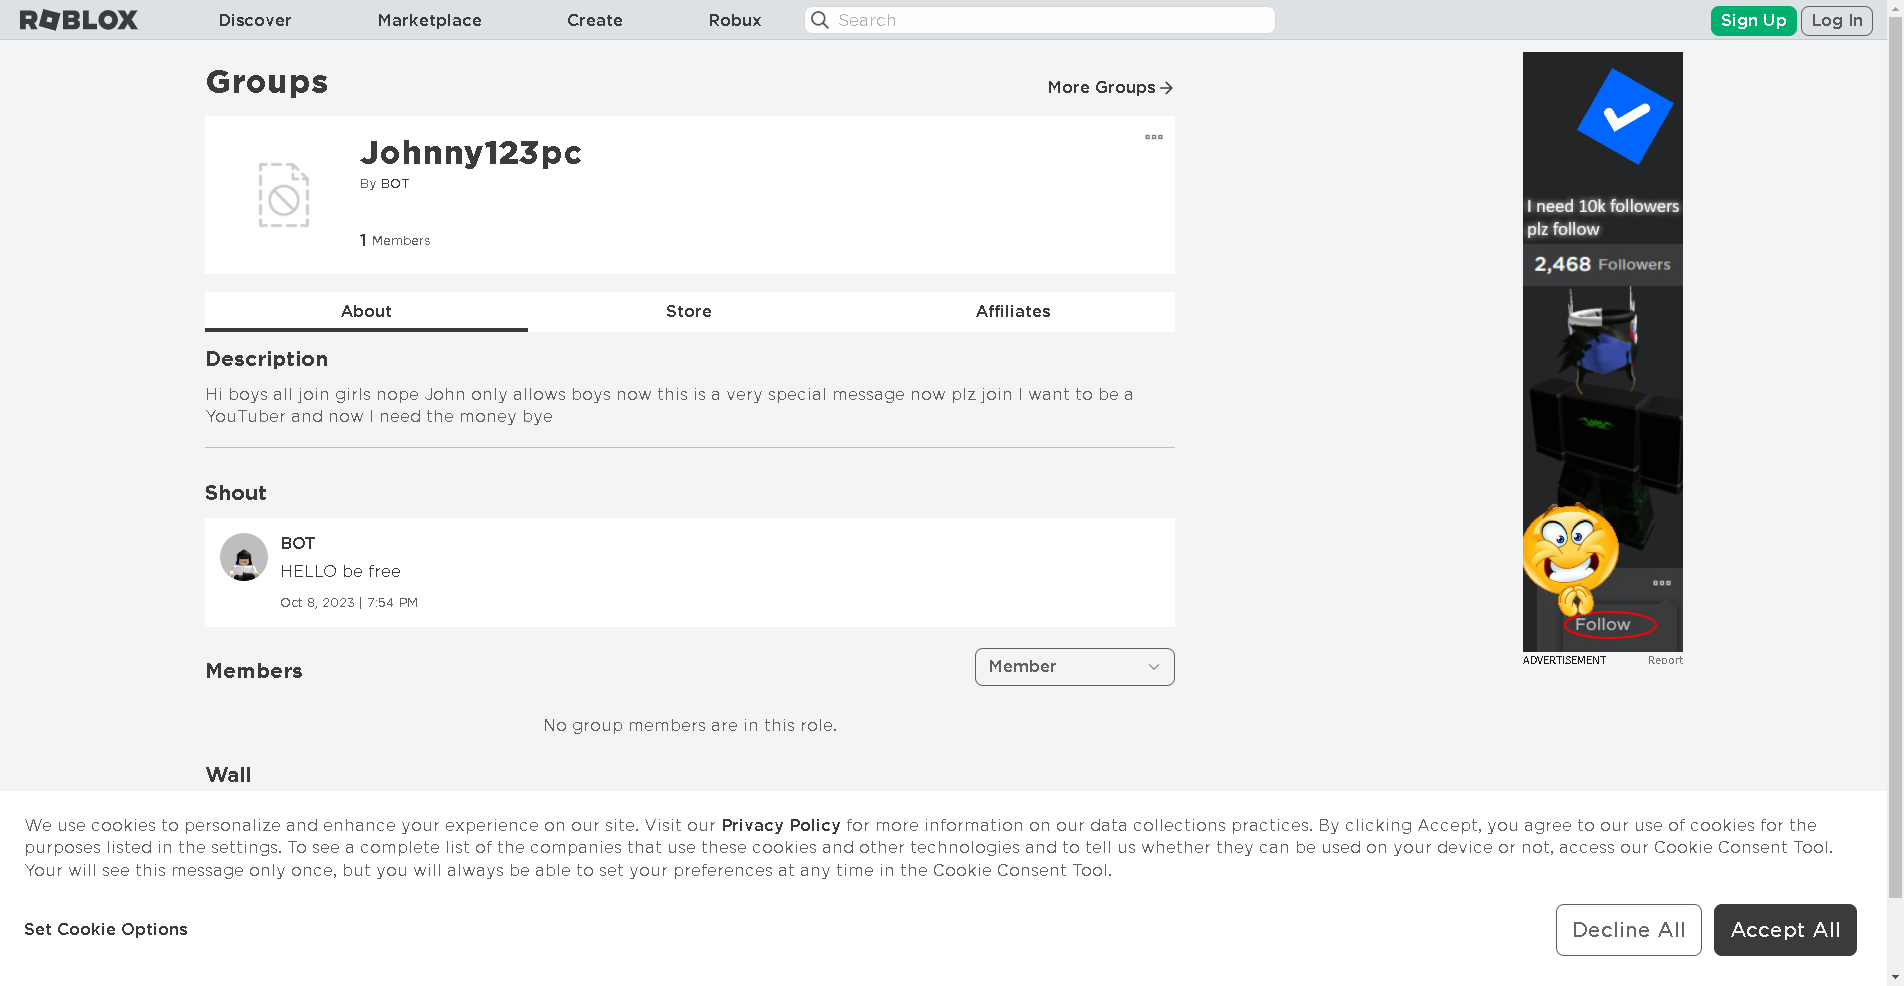 ROBLOX Discover Marketplace Create Robux Search Sign Up Log In
Groups
More Groups
Johnny123pc
By BOT
1 Members
About Store Affiliates
Description
Hi boys all join girls nope John only allows boys now this is a very special message now plz join I want to be a
YouTuber and now I need the money bye
Shout
BOT
HELLO be free
Oct 8, 2023 | 7:54 PM
Members
Member
No group members are in this role.
Wall
I need 10k followers
plz follow
2,468 Followers
Follow
ADVERTISEMENT Report
We use cookies to personalize and enhance your experience on our site. Visit our Privacy Policy for more information on our data collections practices. By clicking Accept, you agree to our use of cookies for the
purposes listed in the settings. To see a complete list of the companies that use these cookies and other technologies and to tell us whether they can be used on your device or not, access our Cookie Consent Tool.
Your will see this message only once, but you will always be able to set your preferences at any time in the Cookie Consent Tool.
Set Cookie Options
Decline All Accept All